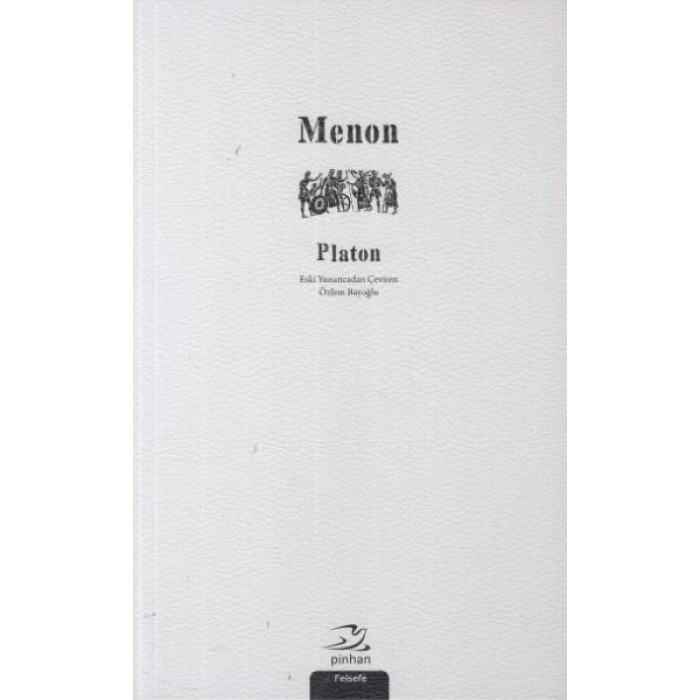 Menon
Platon
Eski Yunancadan Çeviren
Özlem Bayoğlu
pinhan
Felsefe